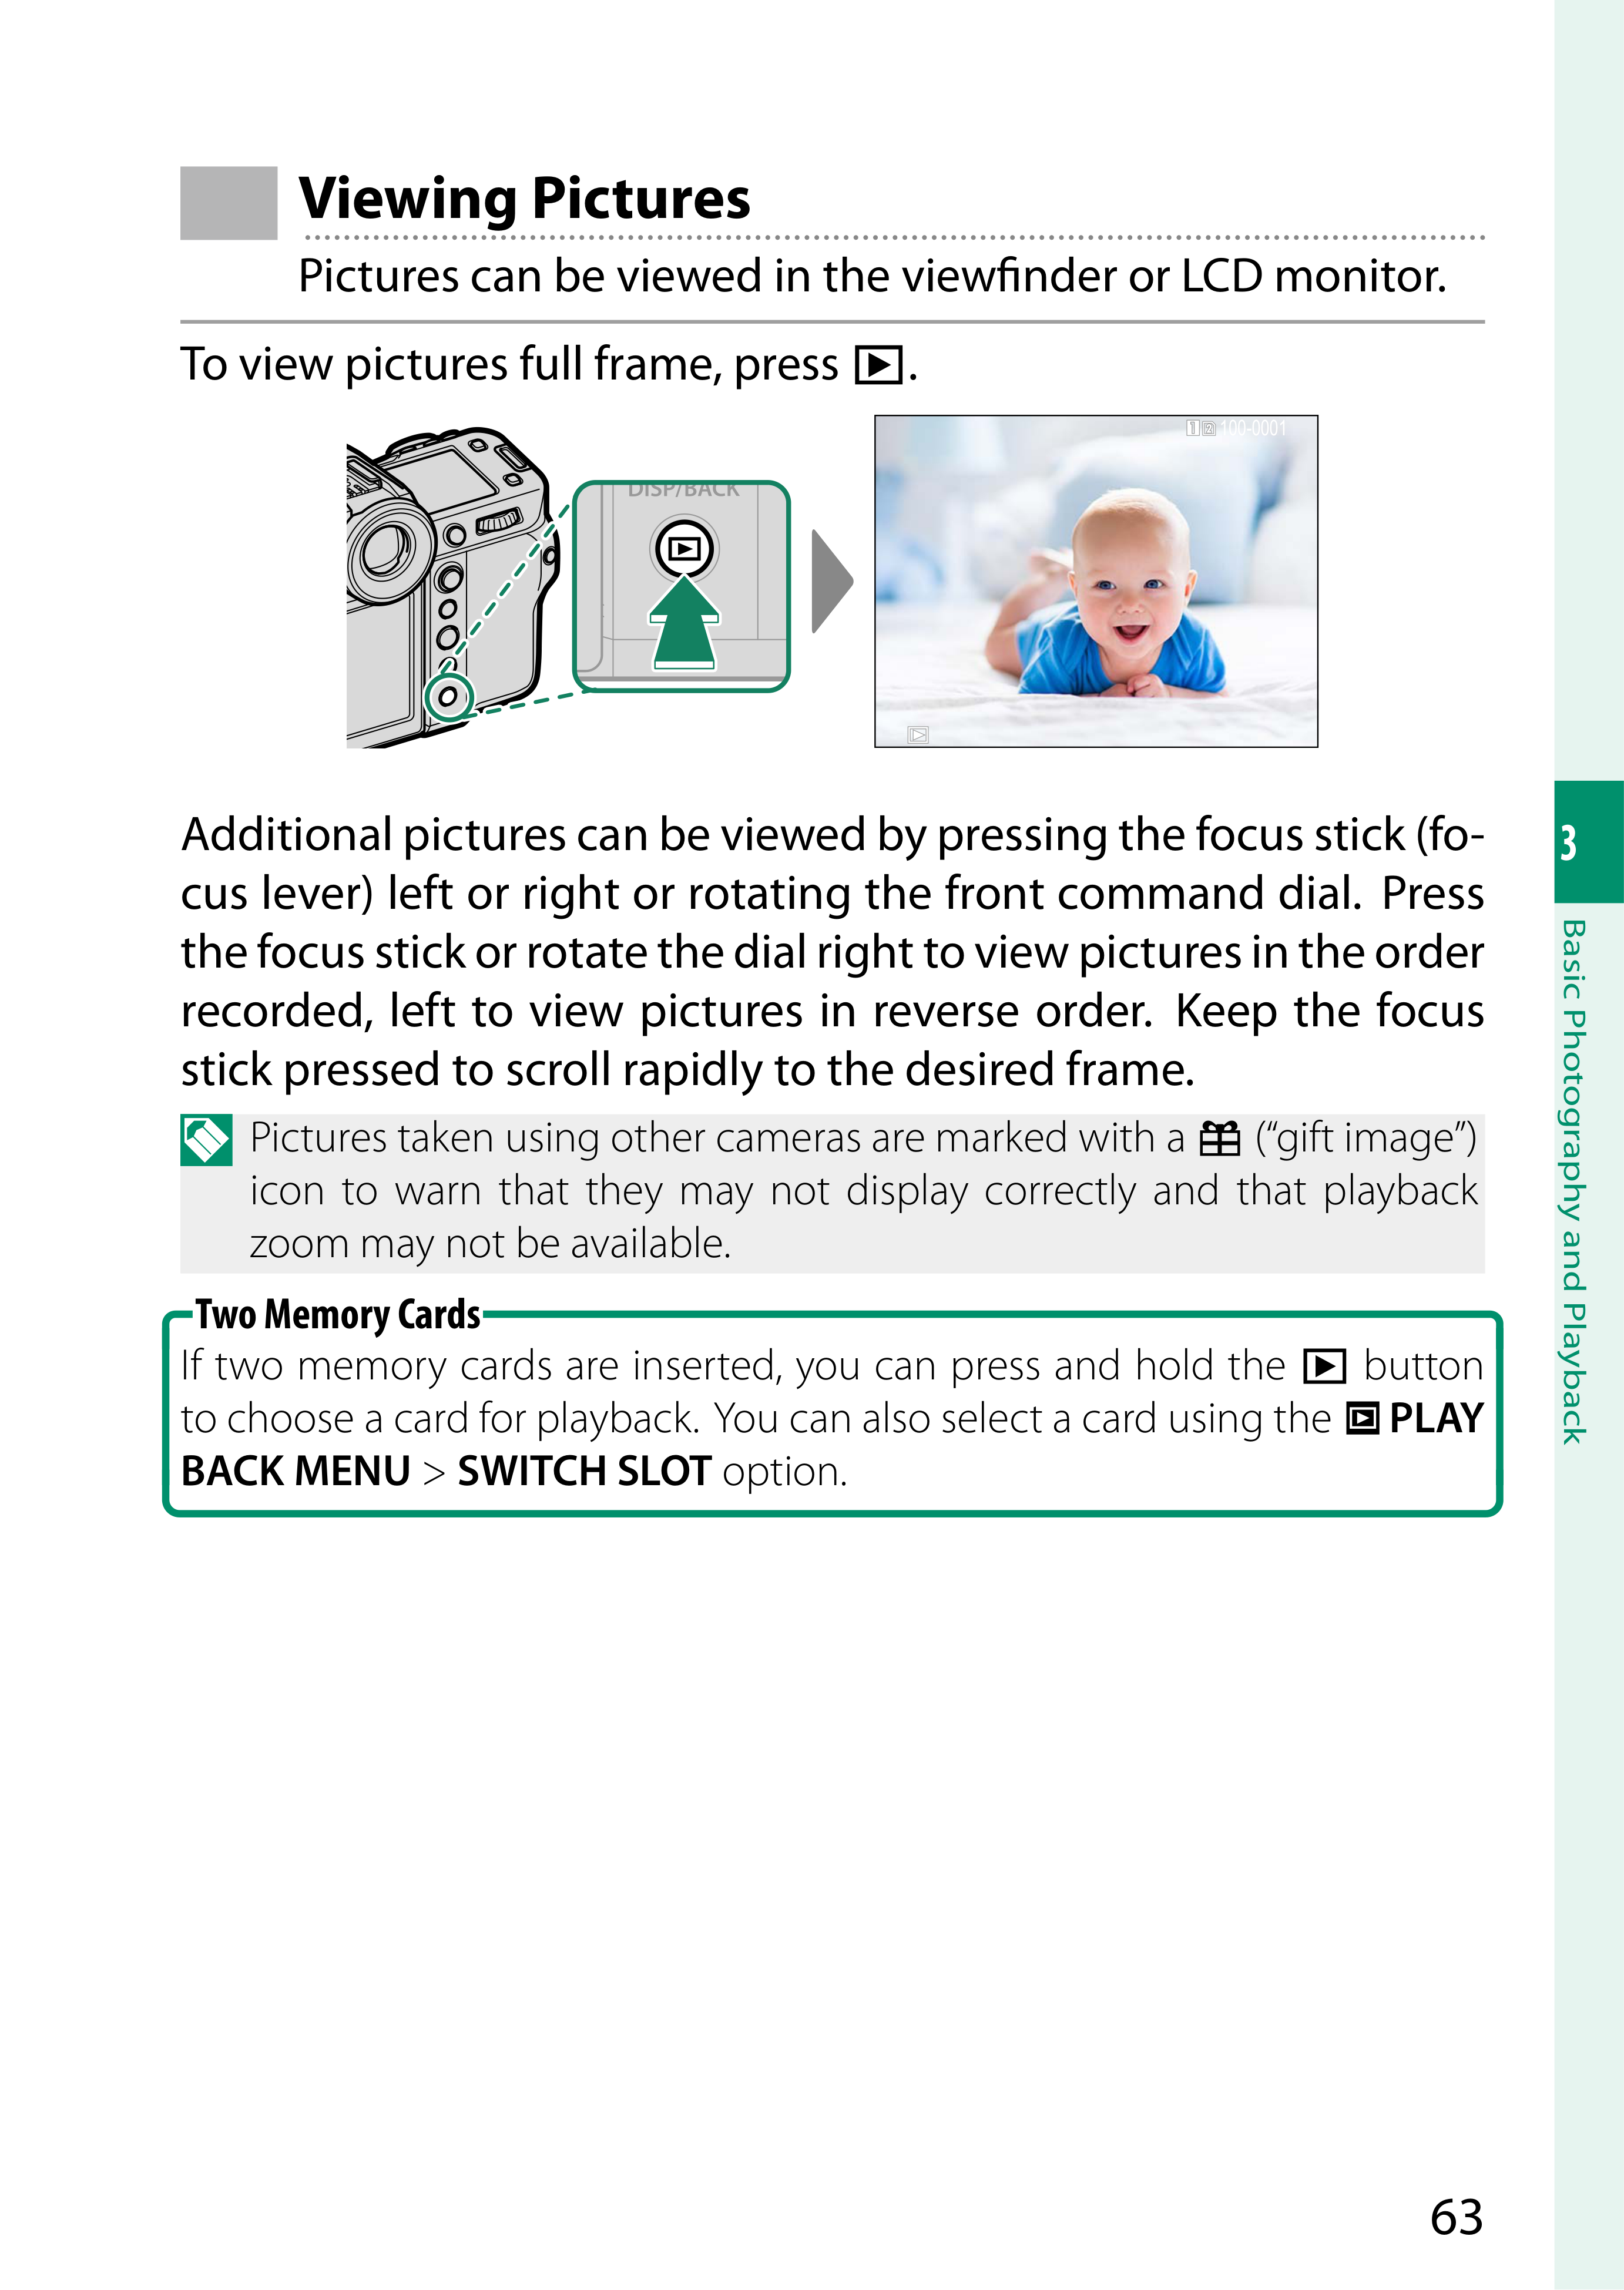 Viewing Pictures
Pictures can be viewed in the viewfinder or LCD monitor.
To view pictures full frame, press .
DISP/BACK
1 2 100-0001
Additional pictures can be viewed by pressing the focus stick (fo-
cus lever) left or right or rotating the front command dial. Press
the focus stick or rotate the dial right to view pictures in the order
recorded, left to view pictures in reverse order. Keep the focus
stick pressed to scroll rapidly to the desired frame.
Pictures taken using other cameras are marked with a (“gift image”)
icon to warn that they may not display correctly and that playback
zoom may not be available.
Two Memory Cards
If two memory cards are inserted, you can press and hold the button
to choose a card for playback. You can also select a card using the PLAY
BACK MENU > SWITCH SLOT option.
3
Basic Photography and Playback
63